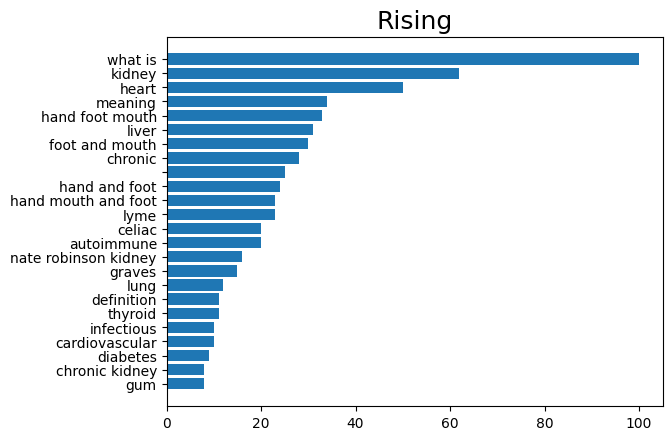 Rising
what is
kidney
heart
meaning
hand foot mouth
liver
foot and mouth
chronic
hand and foot
hand mouth and foot
lyme
celiac
autoimmune
nate robinson kidney
graves
lung
definition
thyroid
infectious
cardiovascular
diabetes
chronic kidney
gum
0 20 40 60 80 100